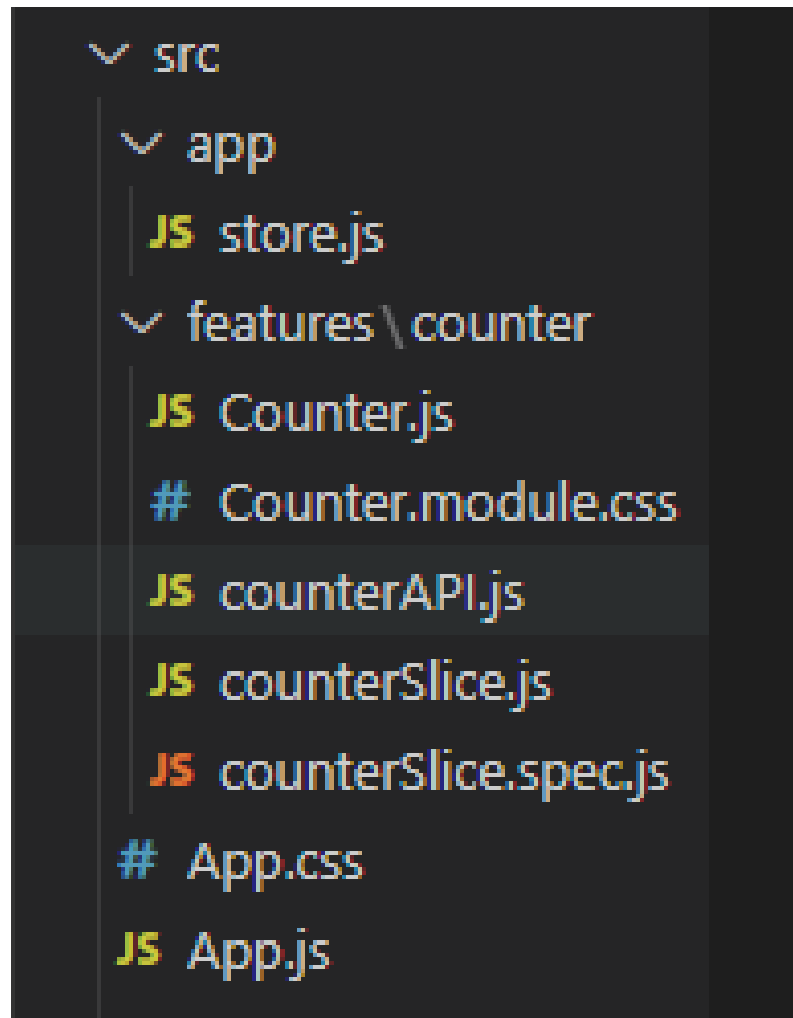 src
app
JS store.js
features\counter
JS Counter.js
# Counter.module.css
JS counterAPI.js
JS counterSlice.js
JS counterSlice.spec.js
# App.css
JS App.js